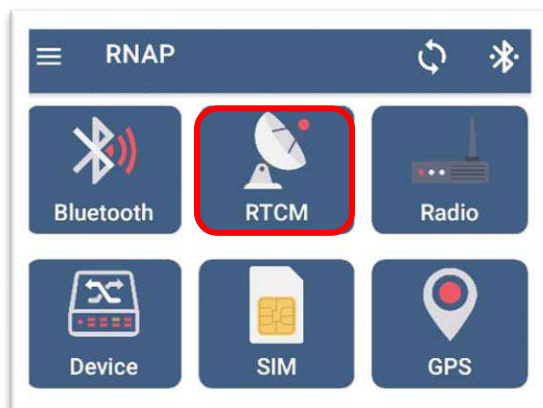 RNAP
Bluetooth
RTCM
Radio
Device
SIM
GPS